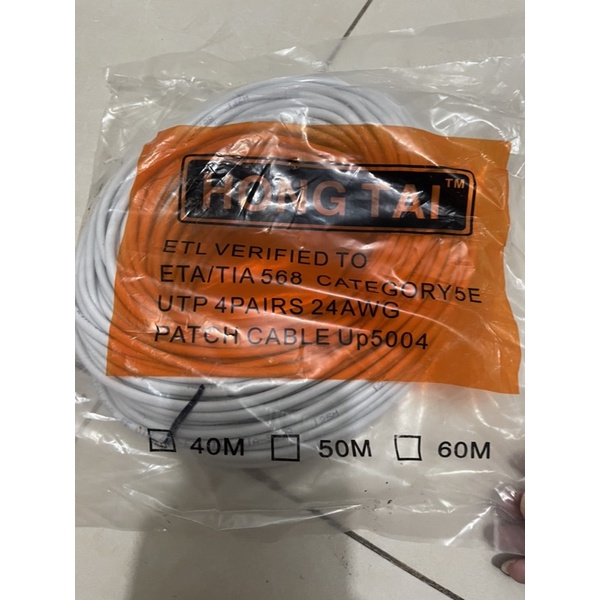 HONG TAI™
ETL VERIFIED TO
ETA/TIA 568 CATEGORY5E
UTP 4PAIRS 24AWG
PATCH CABLE Up5004
40M 50M 60M